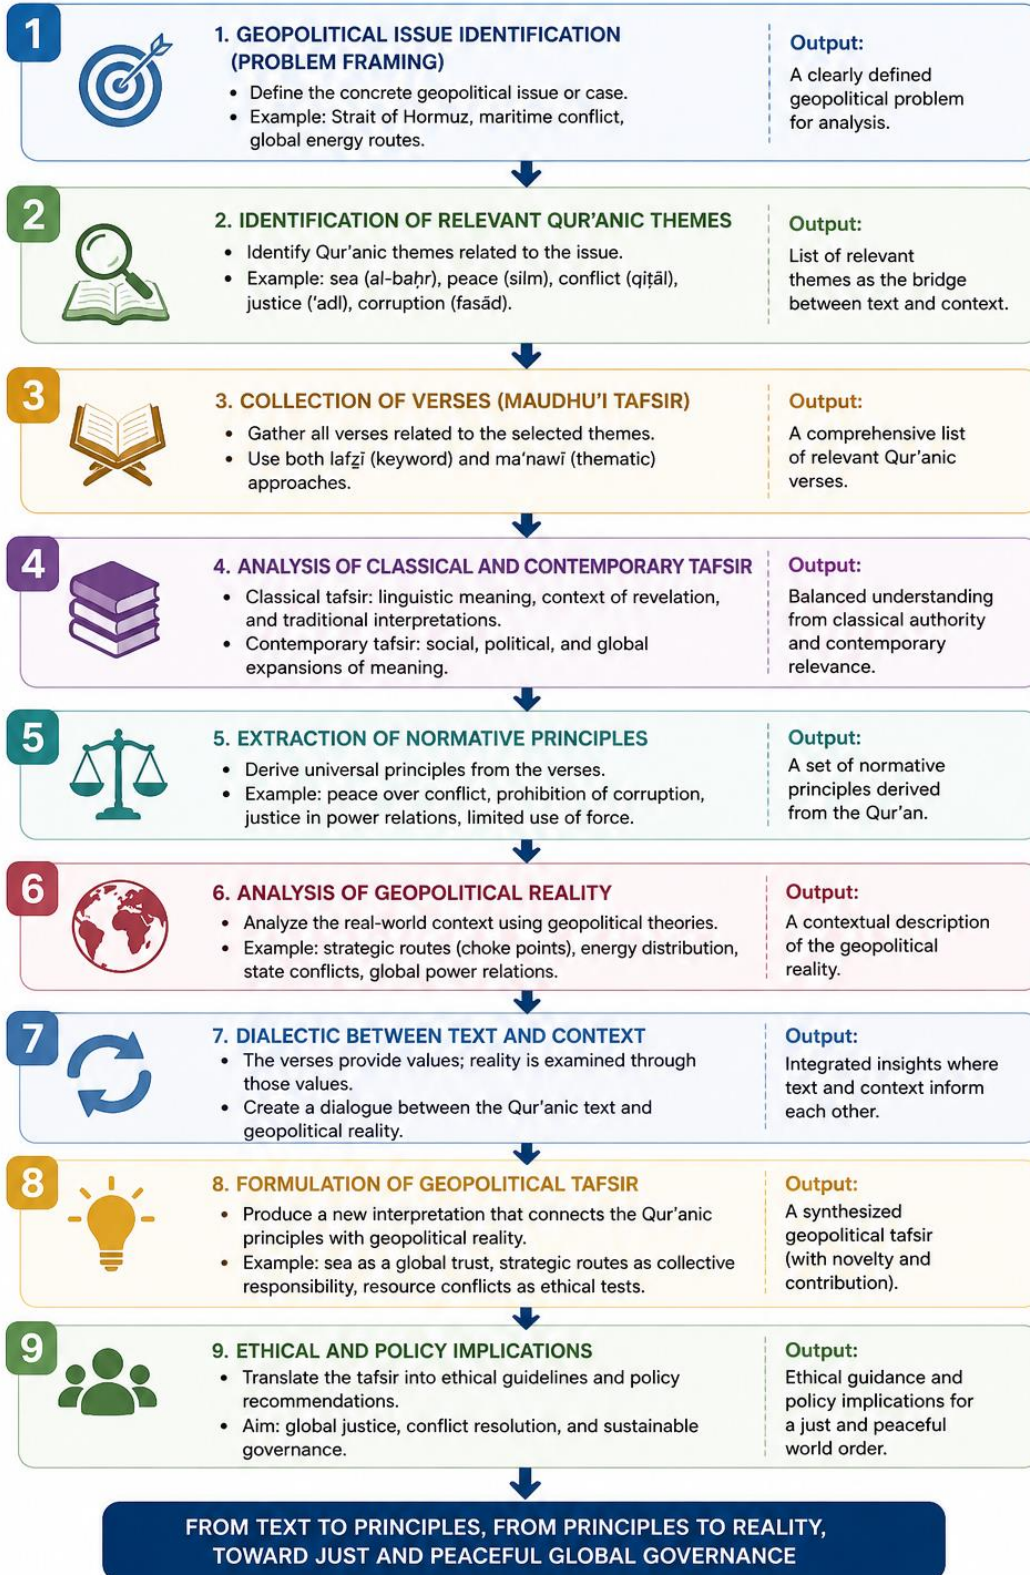 1
1. GEOPOLITICAL ISSUE IDENTIFICATION
(PROBLEM FRAMING)
• Define the concrete geopolitical issue or case.
• Example: Strait of Hormuz, maritime conflict,
global energy routes.
Output:
A clearly defined
geopolitical problem
for analysis.
2
2. IDENTIFICATION OF RELEVANT QUR'ANIC THEMES
• Identify Qur'anic themes related to the issue.
• Example: sea (al-baḥr), peace (silm), conflict (qiṭāl),
justice (‘adl), corruption (fasād).
Output:
List of relevant
themes as the bridge
between text and context.
3
3. COLLECTION OF VERSES (MAUDHU'I TAFSIR)
• Gather all verses related to the selected themes.
• Use both lafẓī (keyword) and ma‘nawī (thematic)
approaches.
Output:
A comprehensive list
of relevant Qur'anic
verses.
4
4. ANALYSIS OF CLASSICAL AND CONTEMPORARY TAFSIR
• Classical tafsir: linguistic meaning, context of revelation,
and traditional interpretations.
• Contemporary tafsir: social, political, and global
expansions of meaning.
Output:
Balanced understanding
from classical authority
and contemporary
relevance.
5
5. EXTRACTION OF NORMATIVE PRINCIPLES
• Derive universal principles from the verses.
• Example: peace over conflict, prohibition of corruption,
justice in power relations, limited use of force.
Output:
A set of normative
principles derived
from the Qur'an.
6
6. ANALYSIS OF GEOPOLITICAL REALITY
• Analyze the real-world context using geopolitical theories.
• Example: strategic routes (choke points), energy distribution,
state conflicts, global power relations.
Output:
A contextual description
of the geopolitical
reality.
7
7. DIALECTIC BETWEEN TEXT AND CONTEXT
• The verses provide values; reality is examined through
those values.
• Create a dialogue between the Qur'anic text and
geopolitical reality.
Output:
Integrated insights where
text and context inform
each other.
8
8. FORMULATION OF GEOPOLITICAL TAFSIR
• Produce a new interpretation that connects the Qur'anic
principles with geopolitical reality.
• Example: sea as a global trust, strategic routes as collective
responsibility, resource conflicts as ethical tests.
Output:
A synthesized
geopolitical tafsir
(with novelty and
contribution).
9
9. ETHICAL AND POLICY IMPLICATIONS
• Translate the tafsir into ethical guidelines and policy
recommendations.
• Aim: global justice, conflict resolution, and sustainable
governance.
Output:
Ethical guidance and
policy implications for
a just and peaceful
world order.
FROM TEXT TO PRINCIPLES, FROM PRINCIPLES TO REALITY,
TOWARD JUST AND PEACEFUL GLOBAL GOVERNANCE